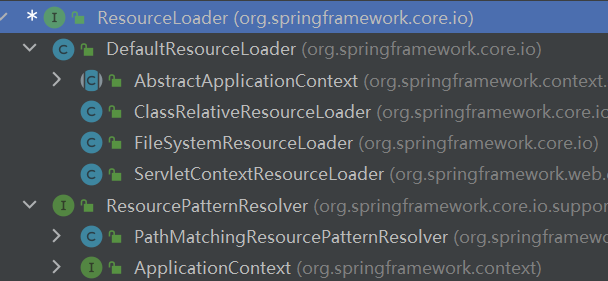 * I ResourceLoader (org.springframework.core.io)
C DefaultResourceLoader (org.springframework.core.io)
C AbstractApplicationContext (org.springframework.context.
C ClassRelativeResourceLoader (org.springframework.core.io
C FileSystemResourceLoader (org.springframework.core.io)
C ServletContextResourceLoader (org.springframework.web.
I ResourcePatternResolver (org.springframework.core.io.suppor
C PathMatchingResourcePatternResolver (org.springframewo
I ApplicationContext (org.springframework.context)